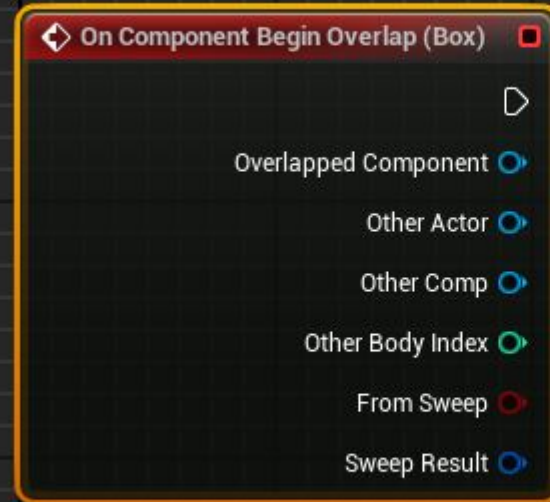 On Component Begin Overlap (Box)
Overlapped Component
Other Actor
Other Comp
Other Body Index
From Sweep
Sweep Result